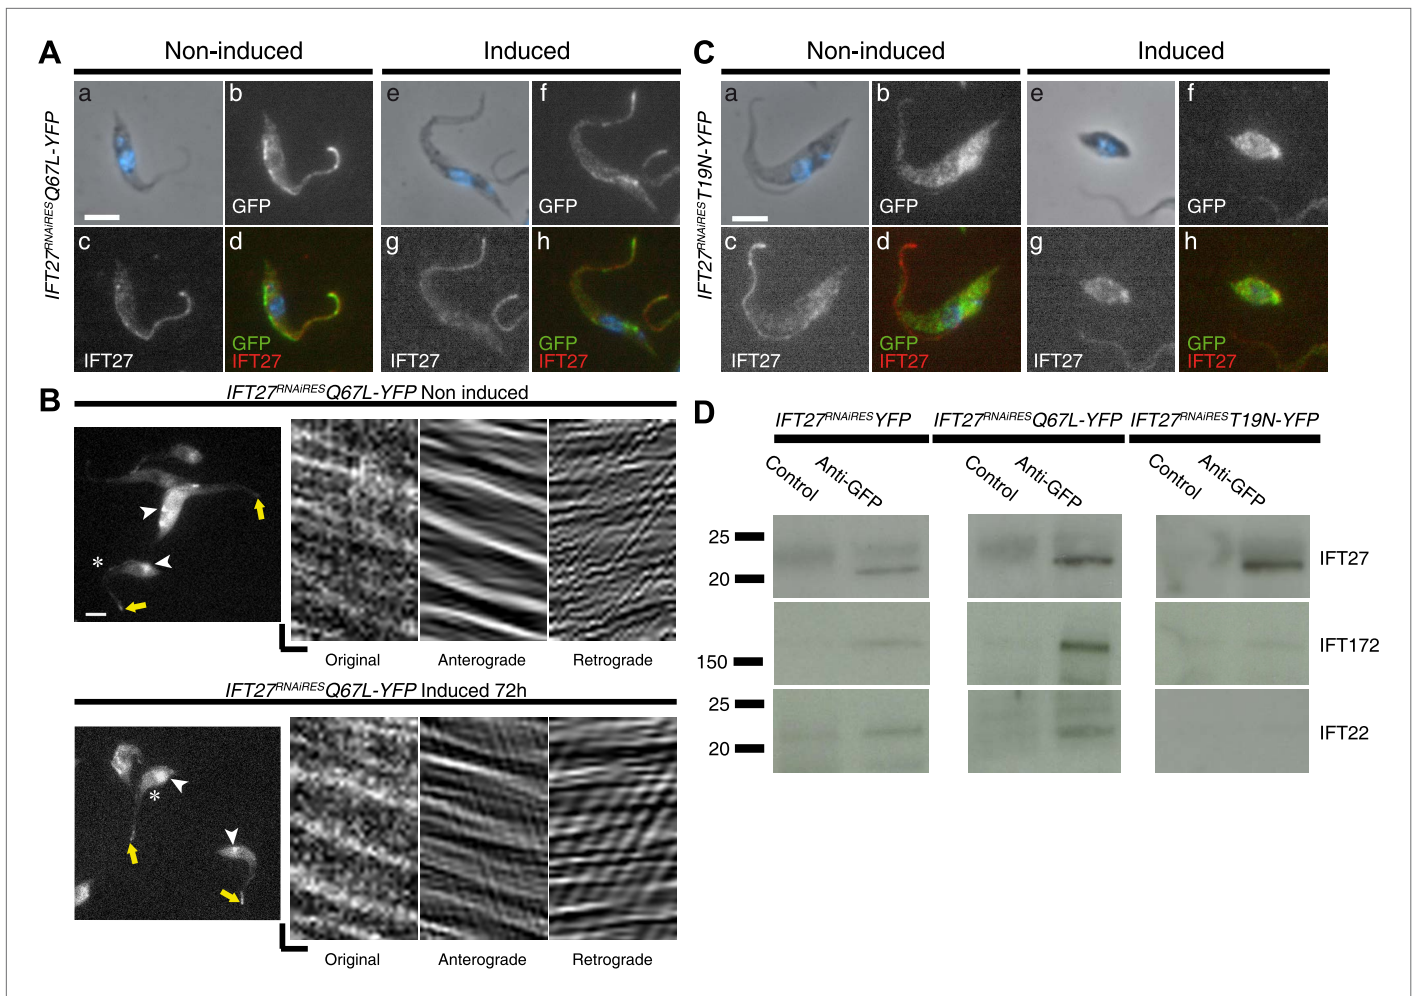 A
Non-induced
Induced
IFT27RNAiRESQ67L-YFP
a
b
GFP
e
f
GFP
c
IFT27
d
GFP
IFT27
g
IFT27
h
GFP
IFT27
C
Non-induced
Induced
IFT27RNAiREST19N-YFP
a
b
GFP
e
f
GFP
c
IFT27
d
GFP
IFT27
g
IFT27
h
GFP
IFT27
B
IFT27RNAiRESQ67L-YFP Non induced
*
Original
Anterograde
Retrograde
IFT27RNAiRESQ67L-YFP Induced 72h
*
Original
Anterograde
Retrograde
D
IFT27RNAiRESYFP
IFT27RNAiRESQ67L-YFP
IFT27RNAiREST19N-YFP
Control
Anti-GFP
Control
Anti-GFP
Control
Anti-GFP
25
20
IFT27
150
IFT172
25
20
IFT22